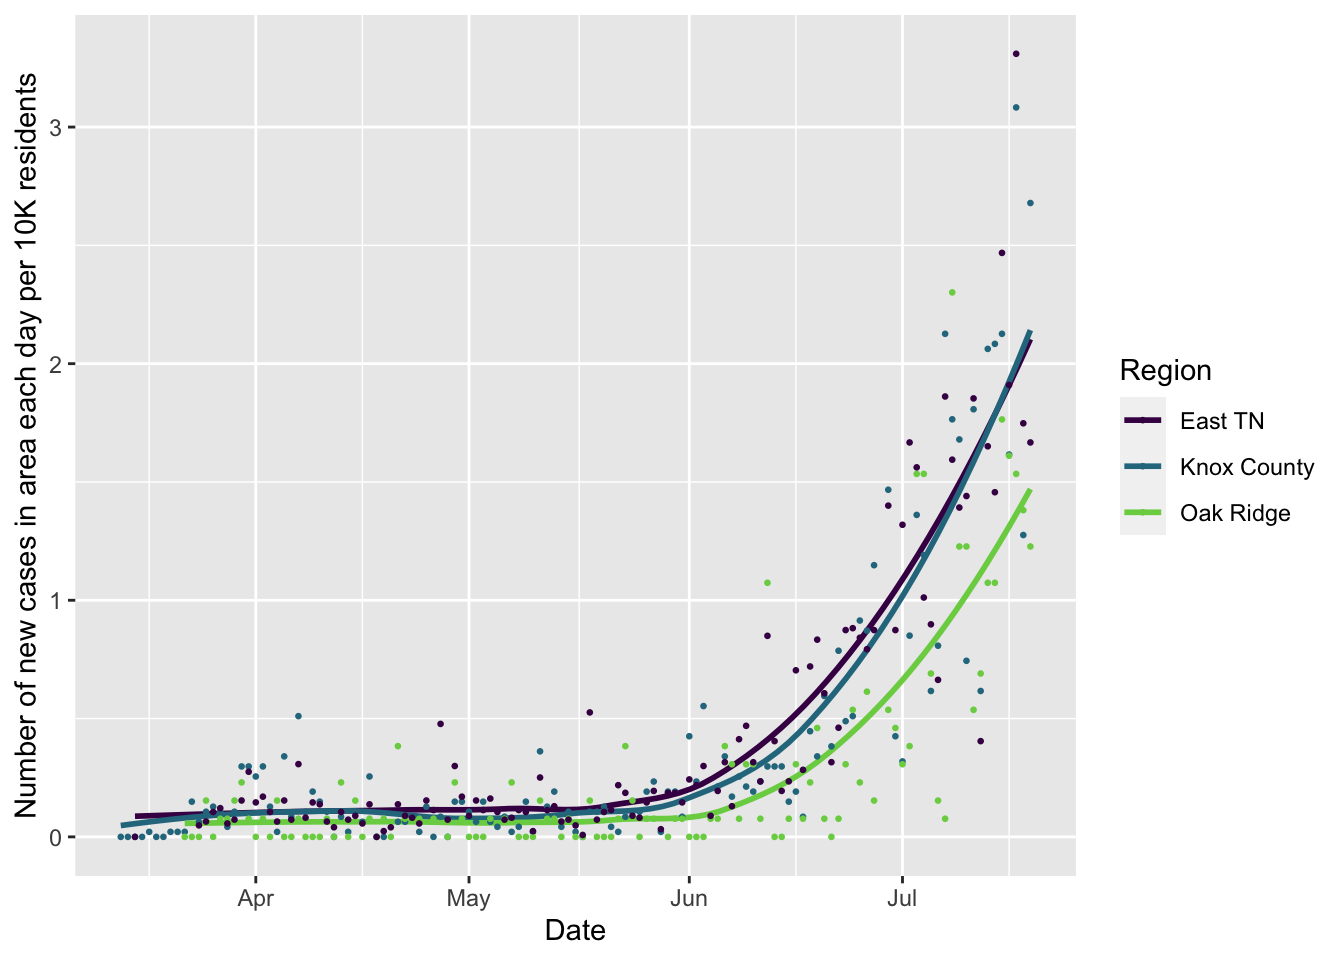 Number of new cases in area each day per 10K residents
3
2
1
0
Apr May Jun Jul
Date
Region
East TN
Knox County
Oak Ridge